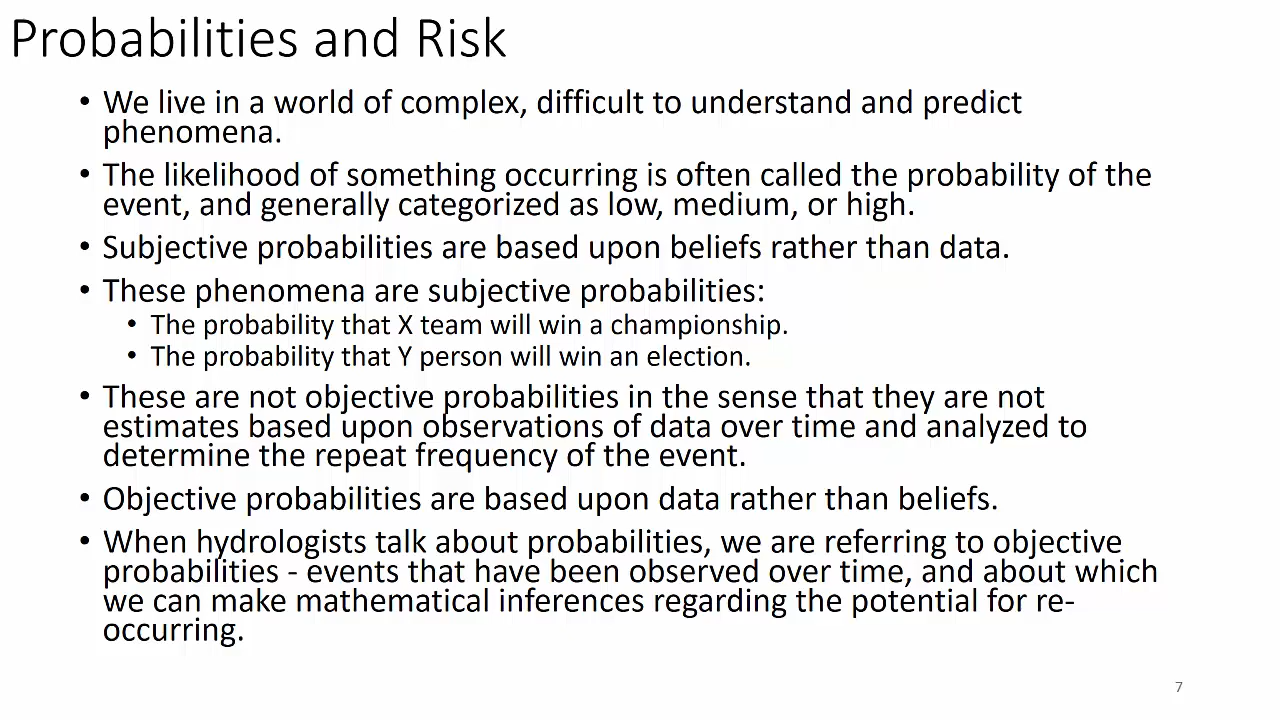 Probabilities and Risk
• We live in a world of complex, difficult to understand and predict
phenomena.
• The likelihood of something occurring is often called the probability of the
event, and generally categorized as low, medium, or high.
• Subjective probabilities are based upon beliefs rather than data.
• These phenomena are subjective probabilities:
• The probability that X team will win a championship.
• The probability that Y person will win an election.
• These are not objective probabilities in the sense that they are not
estimates based upon observations of data over time and analyzed to
determine the repeat frequency of the event.
• Objective probabilities are based upon data rather than beliefs.
• When hydrologists talk about probabilities, we are referring to objective
probabilities - events that have been observed over time, and about which
we can make mathematical inferences regarding the potential for re-
occurring.
7